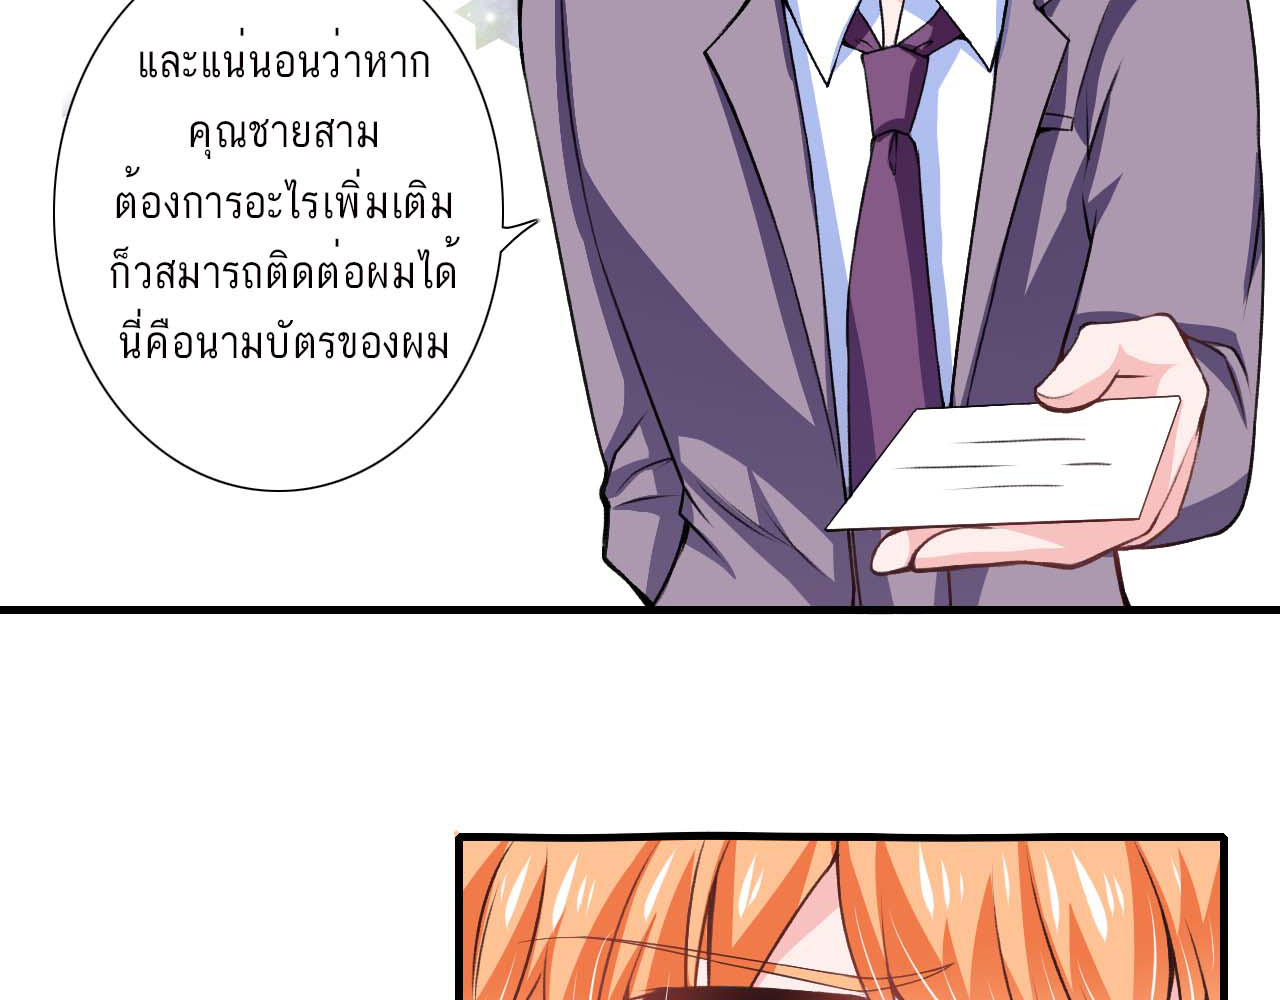 และแน่นอนว่าหาก
คุณชายสาม
ต้องการอะไรเพิ่มเติม
ก็วสมารถติดต่อผมได้
นี่คือนามบัตรของผม